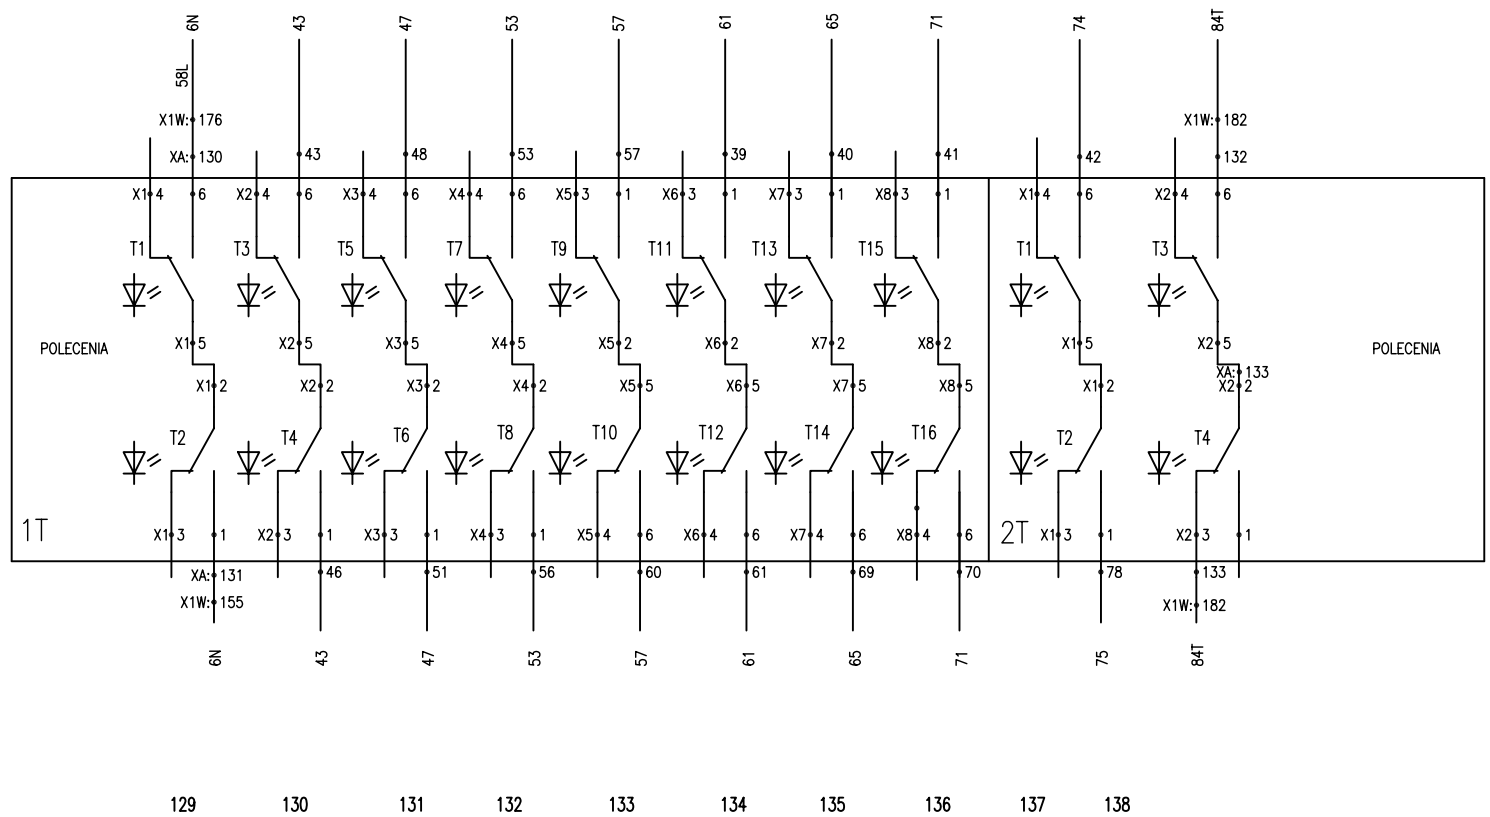 6N 43 47 53 57 61 65 71 74 84T
58L
X1W: 176 X1W: 182
XA: 130 43 48 53 57 39 40 41 42 132
X1 4 6 X2 4 6 X3 4 6 X4 4 6 X5 3 1 X6 3 1 X7 3 1 X8 3 1 X1 4 6 X2 4 6
T1 T3 T5 T7 T9 T11 T13 T15 T1 T3
POLECENIA X1 5 X2 5 X3 5 X4 5 X5 2 X6 2 X7 2 X8 2 X1 5 X2 5 POLECENIA
XA: 133
X1 2 X2 2 X3 2 X4 2 X5 5 X6 5 X7 5 X8 5 X1 2 X2 2
T2 T4 T6 T8 T10 T12 T14 T16 T2 T4
1T X1 3 1 X2 3 1 X3 3 1 X4 3 1 X5 4 6 X6 4 6 X7 4 6 X8 4 6 2T X1 3 1 X2 3 1
XA: 131 46 51 56 60 61 69 70 78 133
X1W: 155 X1W: 182
6N 43 47 53 57 61 65 71 75 84T
129 130 131 132 133 134 135 136 137 138